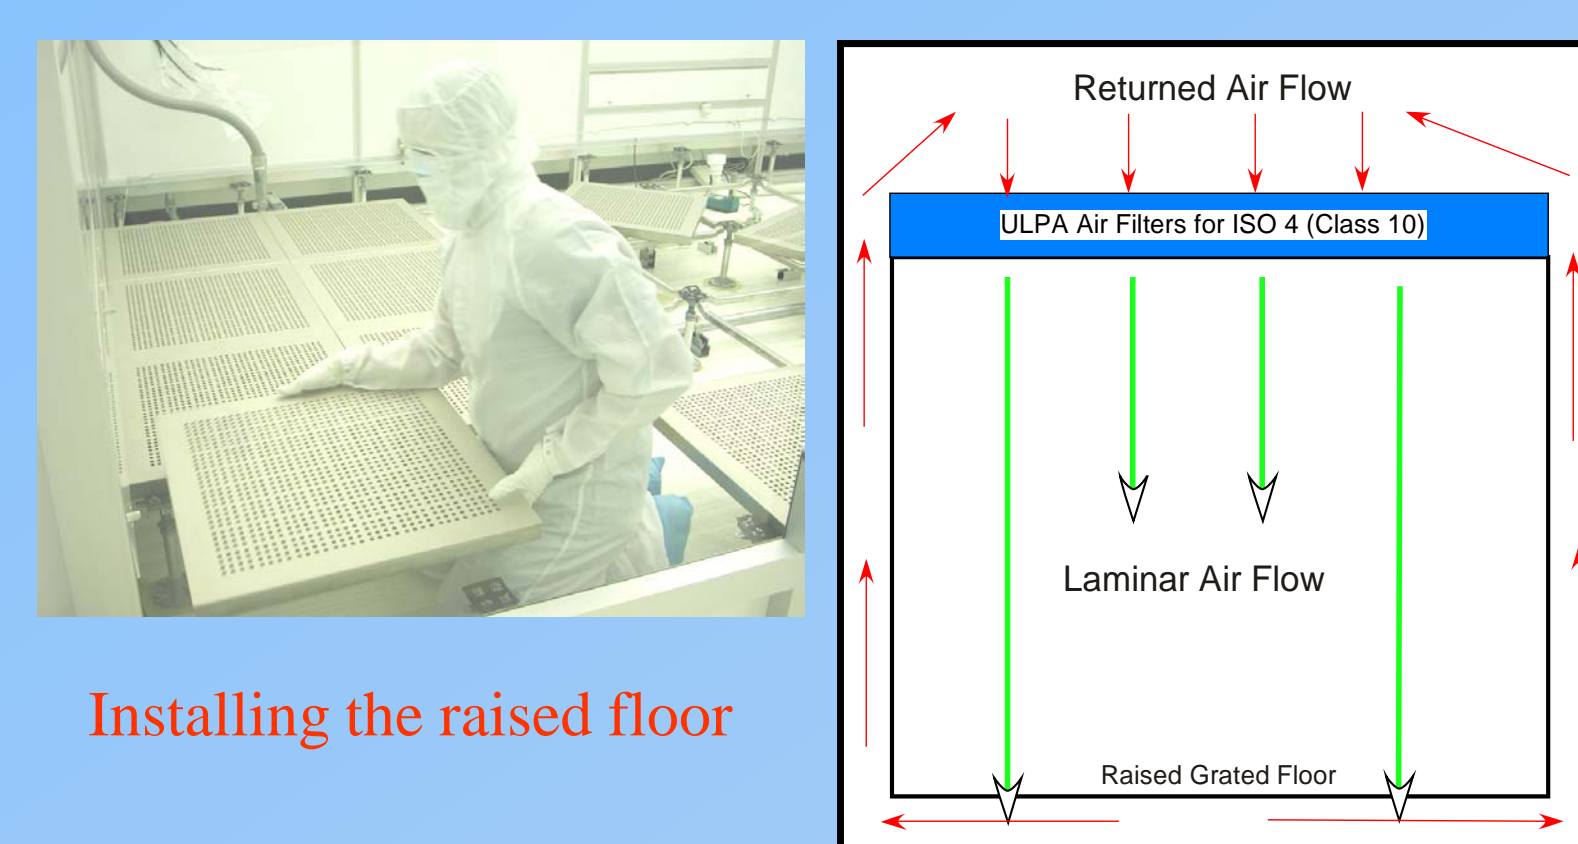 Returned Air Flow
ULPA Air Filters for ISO 4 (Class 10)
Laminar Air Flow
Raised Grated Floor
Installing the raised floor